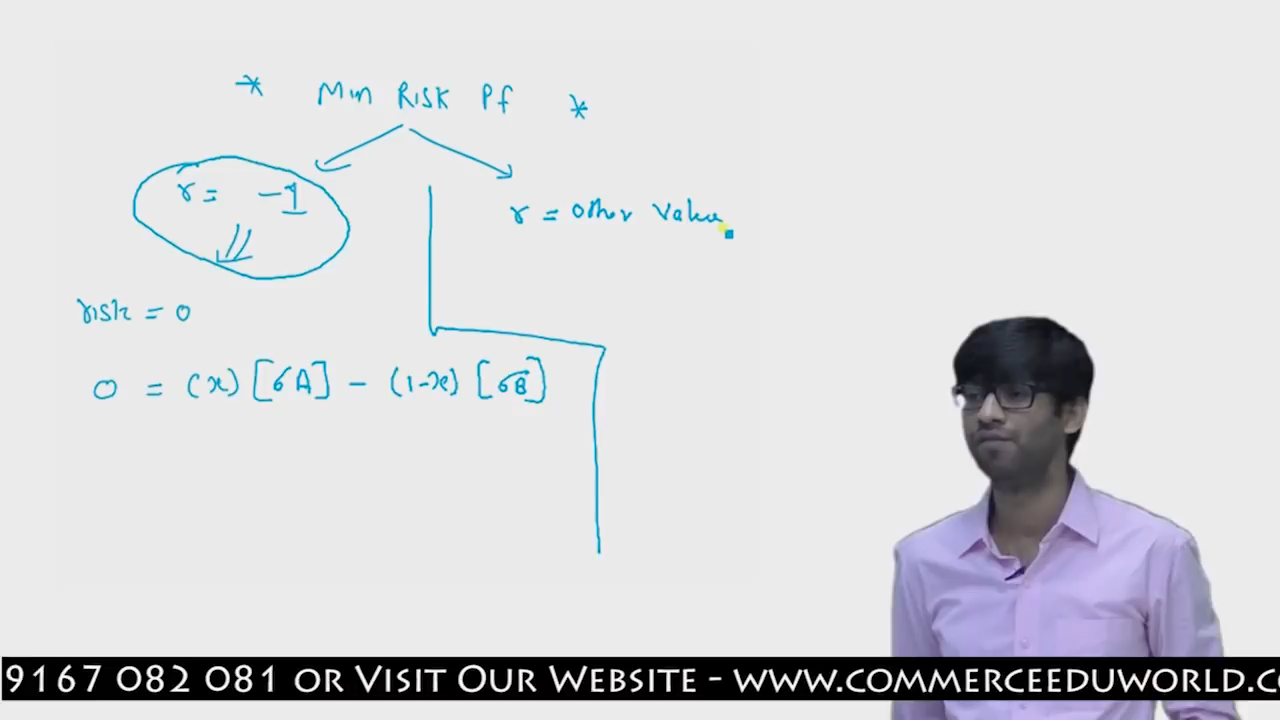 * Min Risk Pf *
r = -1
r = other value
risk = 0
0 = (x) [σA] - (1-x) [σB]
9167 082 081 or Visit Our Website - www.commerceeduworld.c